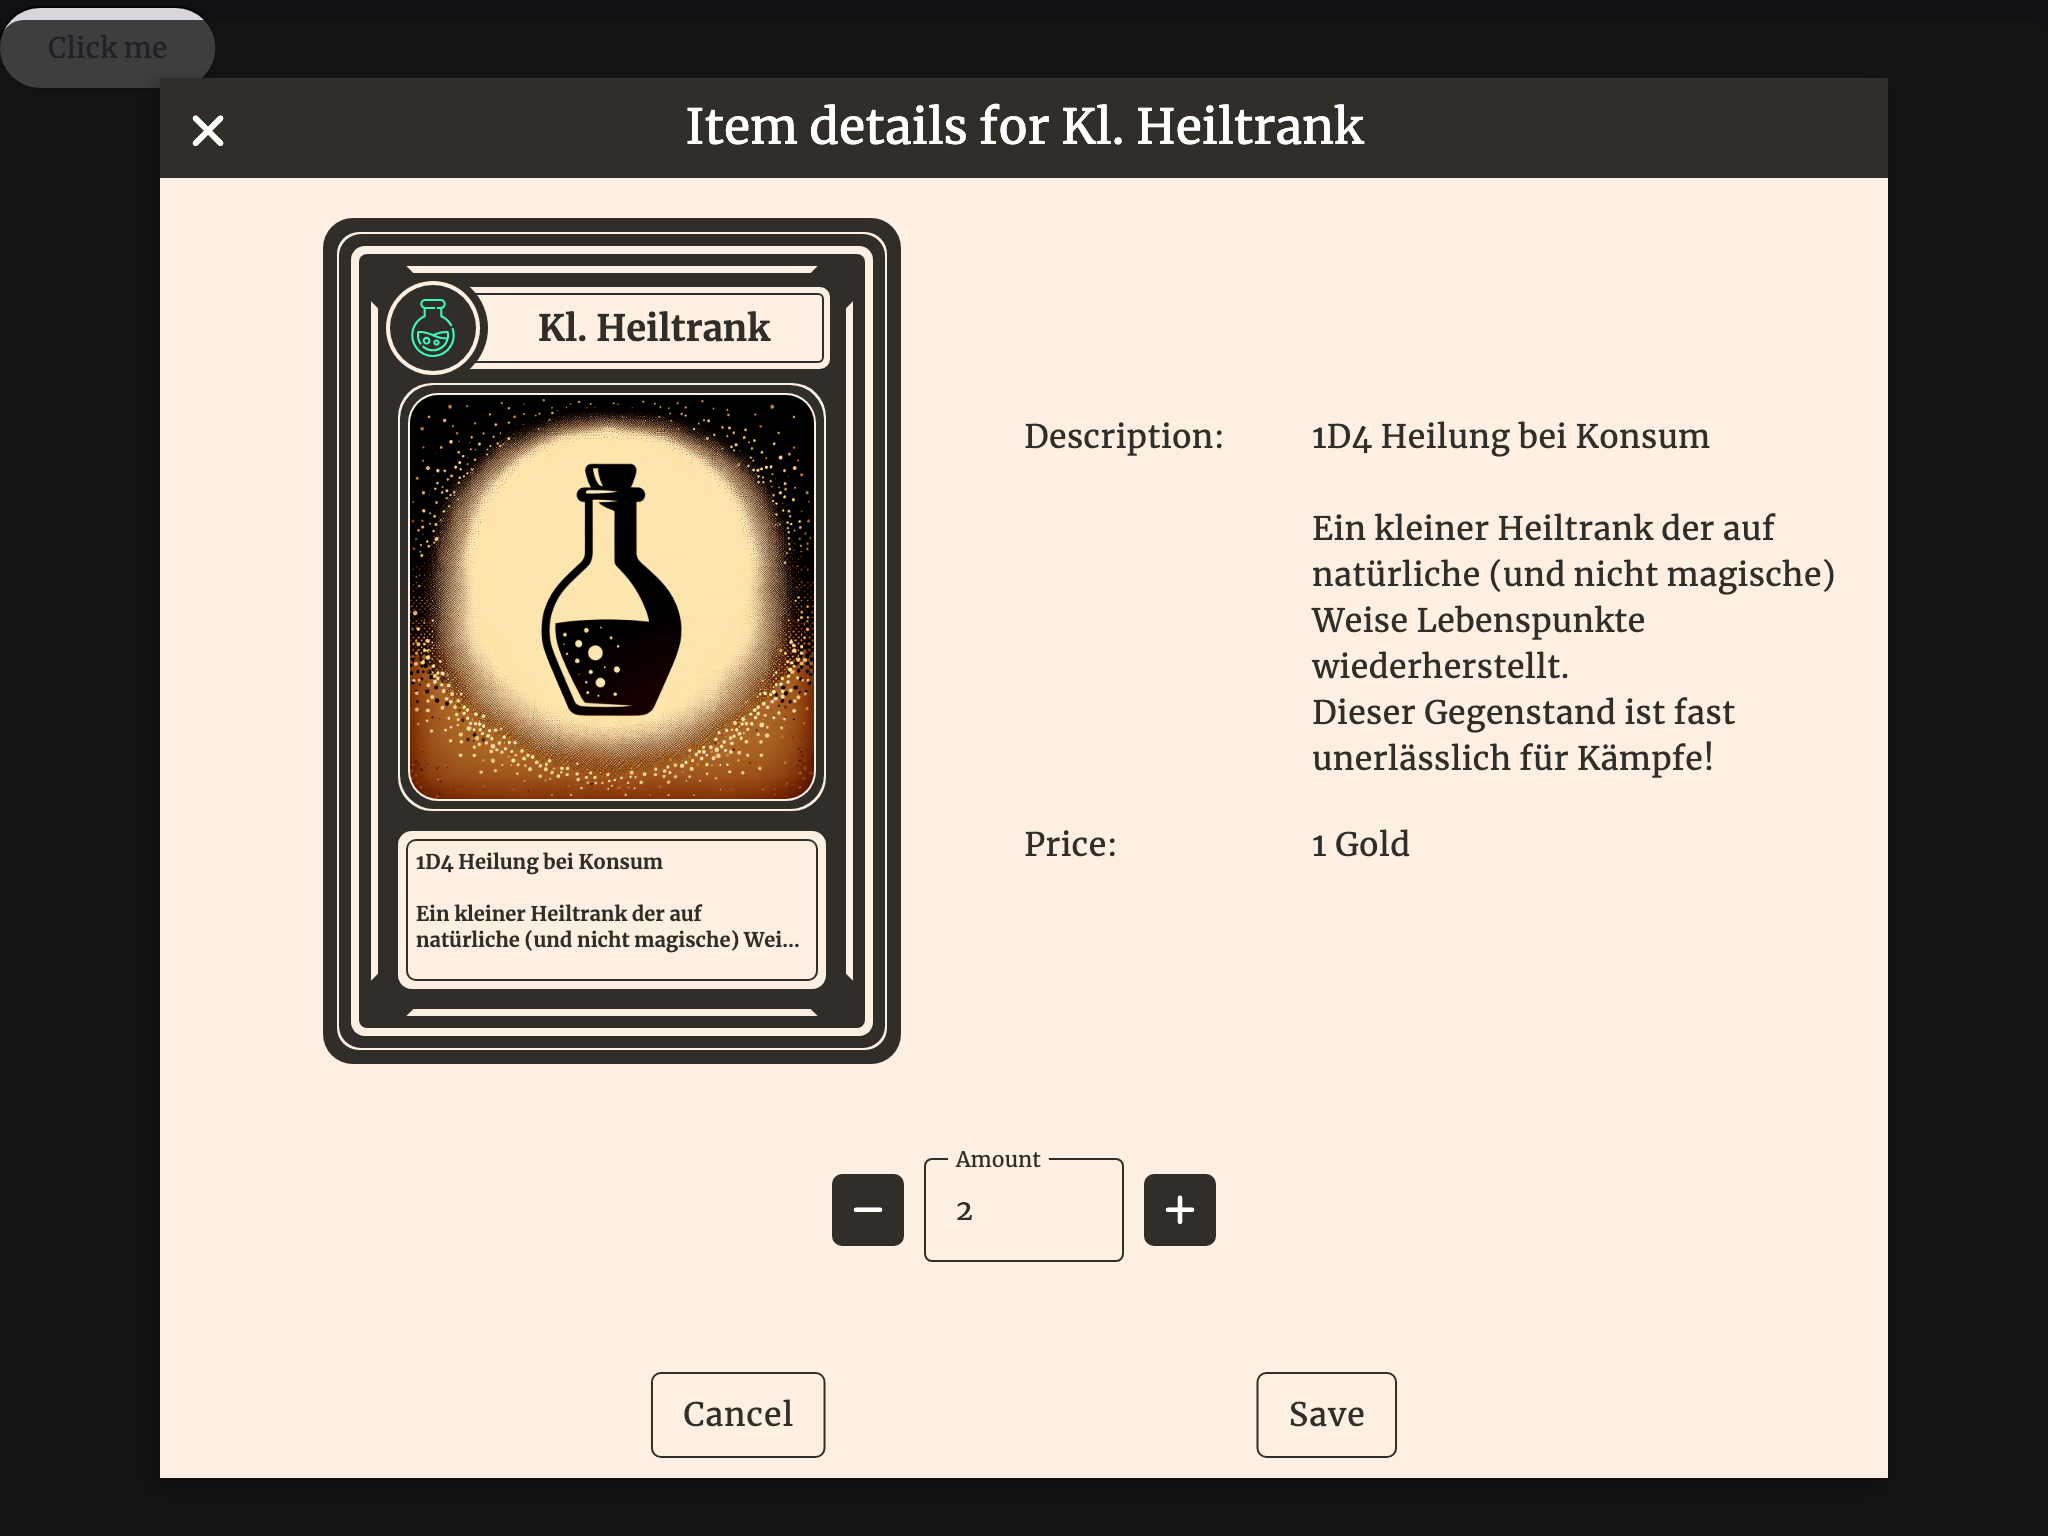 Click me
Item details for Kl. Heiltrank
Kl. Heiltrank
1D4 Heilung bei Konsum
Ein kleiner Heiltrank der auf
natürliche (und nicht magische) Wei...
Description:
1D4 Heilung bei Konsum
Ein kleiner Heiltrank der auf
natürliche (und nicht magische)
Weise Lebenspunkte
wiederherstellt.
Dieser Gegenstand ist fast
unerlässlich für Kämpfe!
Price:
1 Gold
Amount
2
Cancel
Save